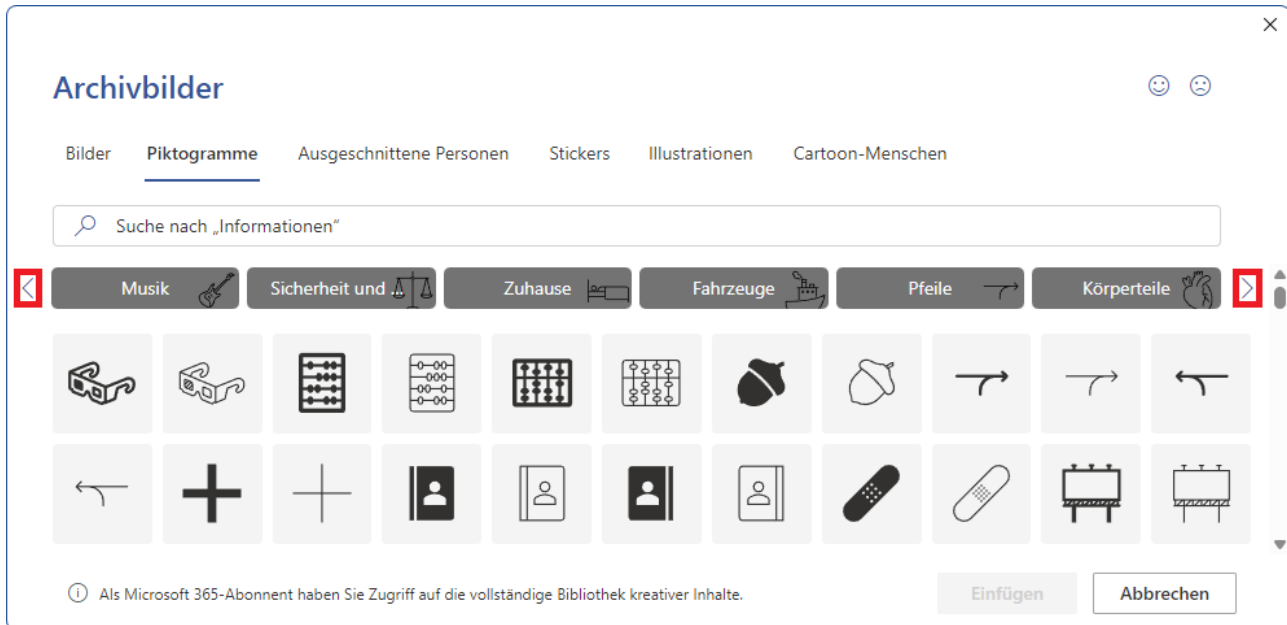 Archivbilder
Bilder Piktogramme Ausgeschnittene Personen Stickers Illustrationen Cartoon-Menschen
Suche nach „Informationen“
Musik Sicherheit und ... Zuhause Fahrzeuge Pfeile Körperteile
Als Microsoft 365-Abonnent haben Sie Zugriff auf die vollständige Bibliothek kreativer Inhalte.
Einfügen Abbrechen